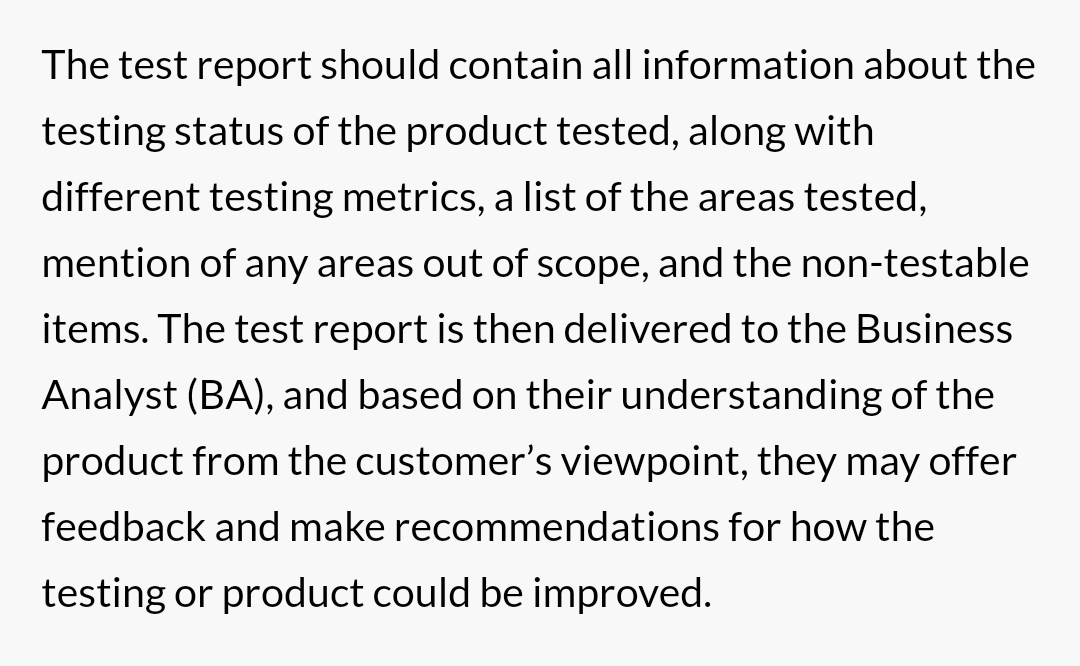 The test report should contain all information about the
testing status of the product tested, along with
different testing metrics, a list of the areas tested,
mention of any areas out of scope, and the non-testable
items. The test report is then delivered to the Business
Analyst (BA), and based on their understanding of the
product from the customer’s viewpoint, they may offer
feedback and make recommendations for how the
testing or product could be improved.